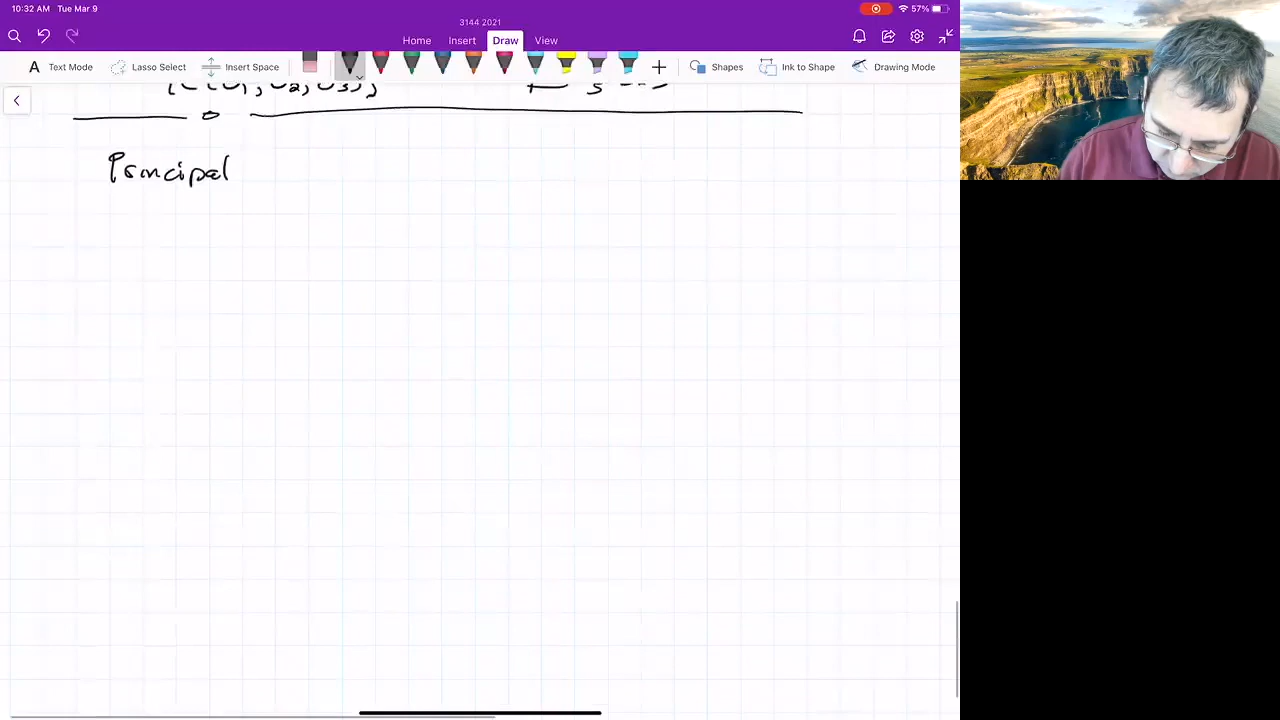 10:32 AM Tue Mar 9
57%
3144 2021
Home Insert Draw View
A Text Mode Lasso Select Insert Space Shapes Ink to Shape Drawing Mode
Principal